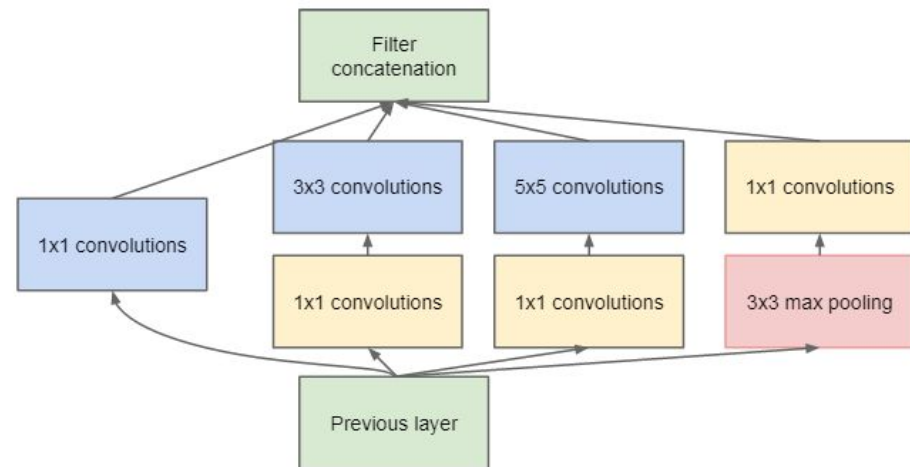 Filter
concatenation
3x3 convolutions
5x5 convolutions
1x1 convolutions
1x1 convolutions
1x1 convolutions
1x1 convolutions
3x3 max pooling
Previous layer